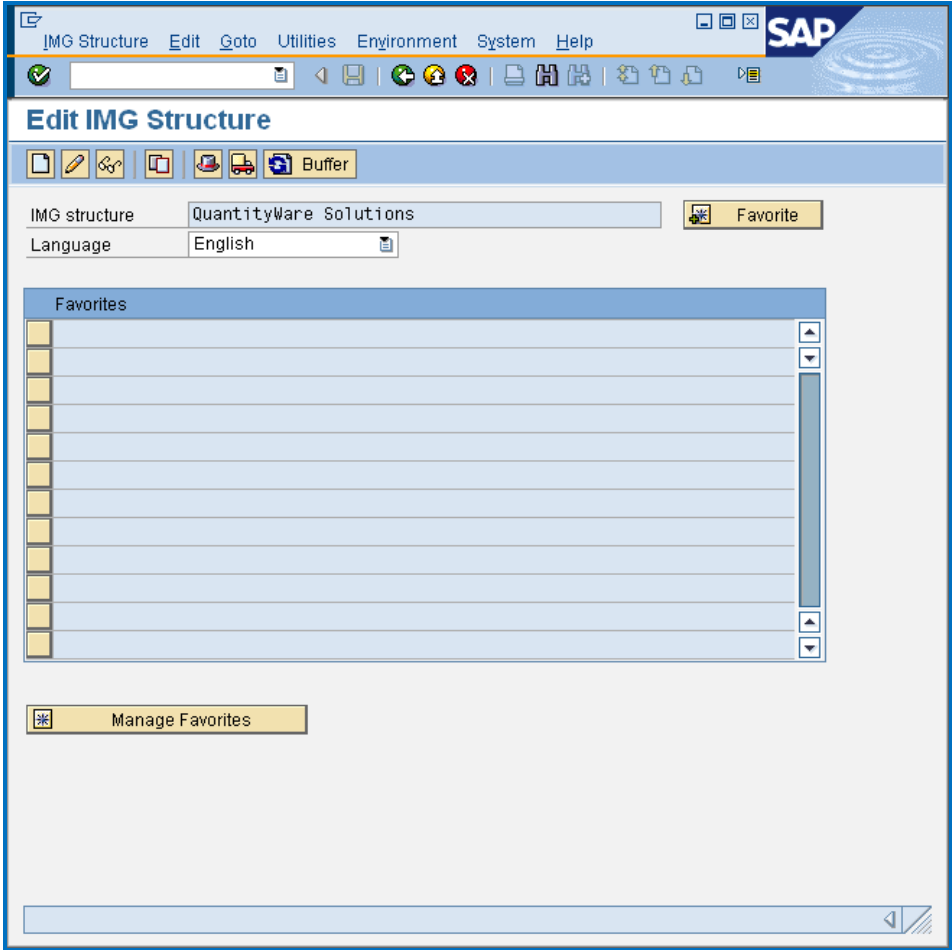 IMG Structure Edit Goto Utilities Environment System Help
SAP
Edit IMG Structure
Buffer
IMG structure QuantityWare Solutions Favorite
Language English
Favorites
Manage Favorites